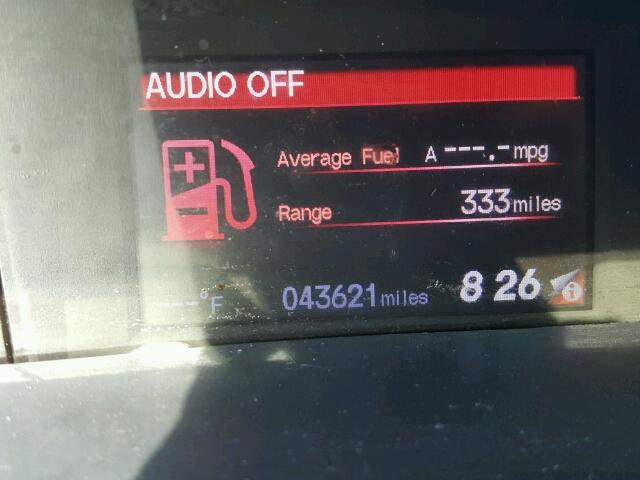 AUDIO OFF
Average Fuel A ---.- mpg
Range 333 miles
---°F 043621 miles 8 26